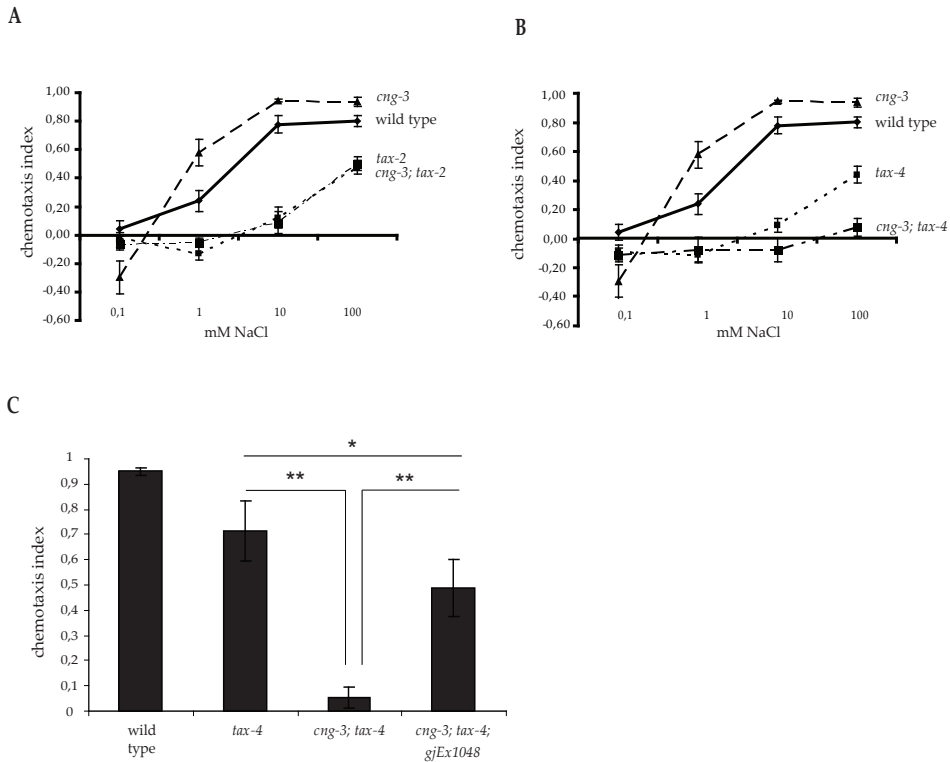 A
chemotaxis index
1,00
0,80
0,60
0,40
0,20
0,00
-0,20
-0,40
-0,60
0,1
1
10
100
mM NaCl
cng-3
wild type
tax-2
cng-3; tax-2
B
chemotaxis index
1,00
0,80
0,60
0,40
0,20
0,00
-0,20
-0,40
-0,60
0,1
1
10
100
mM NaCl
cng-3
wild type
tax-4
cng-3; tax-4
C
chemotaxis index
1
0,9
0,8
0,7
0,6
0,5
0,4
0,3
0,2
0,1
0
*
** **
wild
type
tax-4
cng-3; tax-4
cng-3; tax-4;
gjEx1048